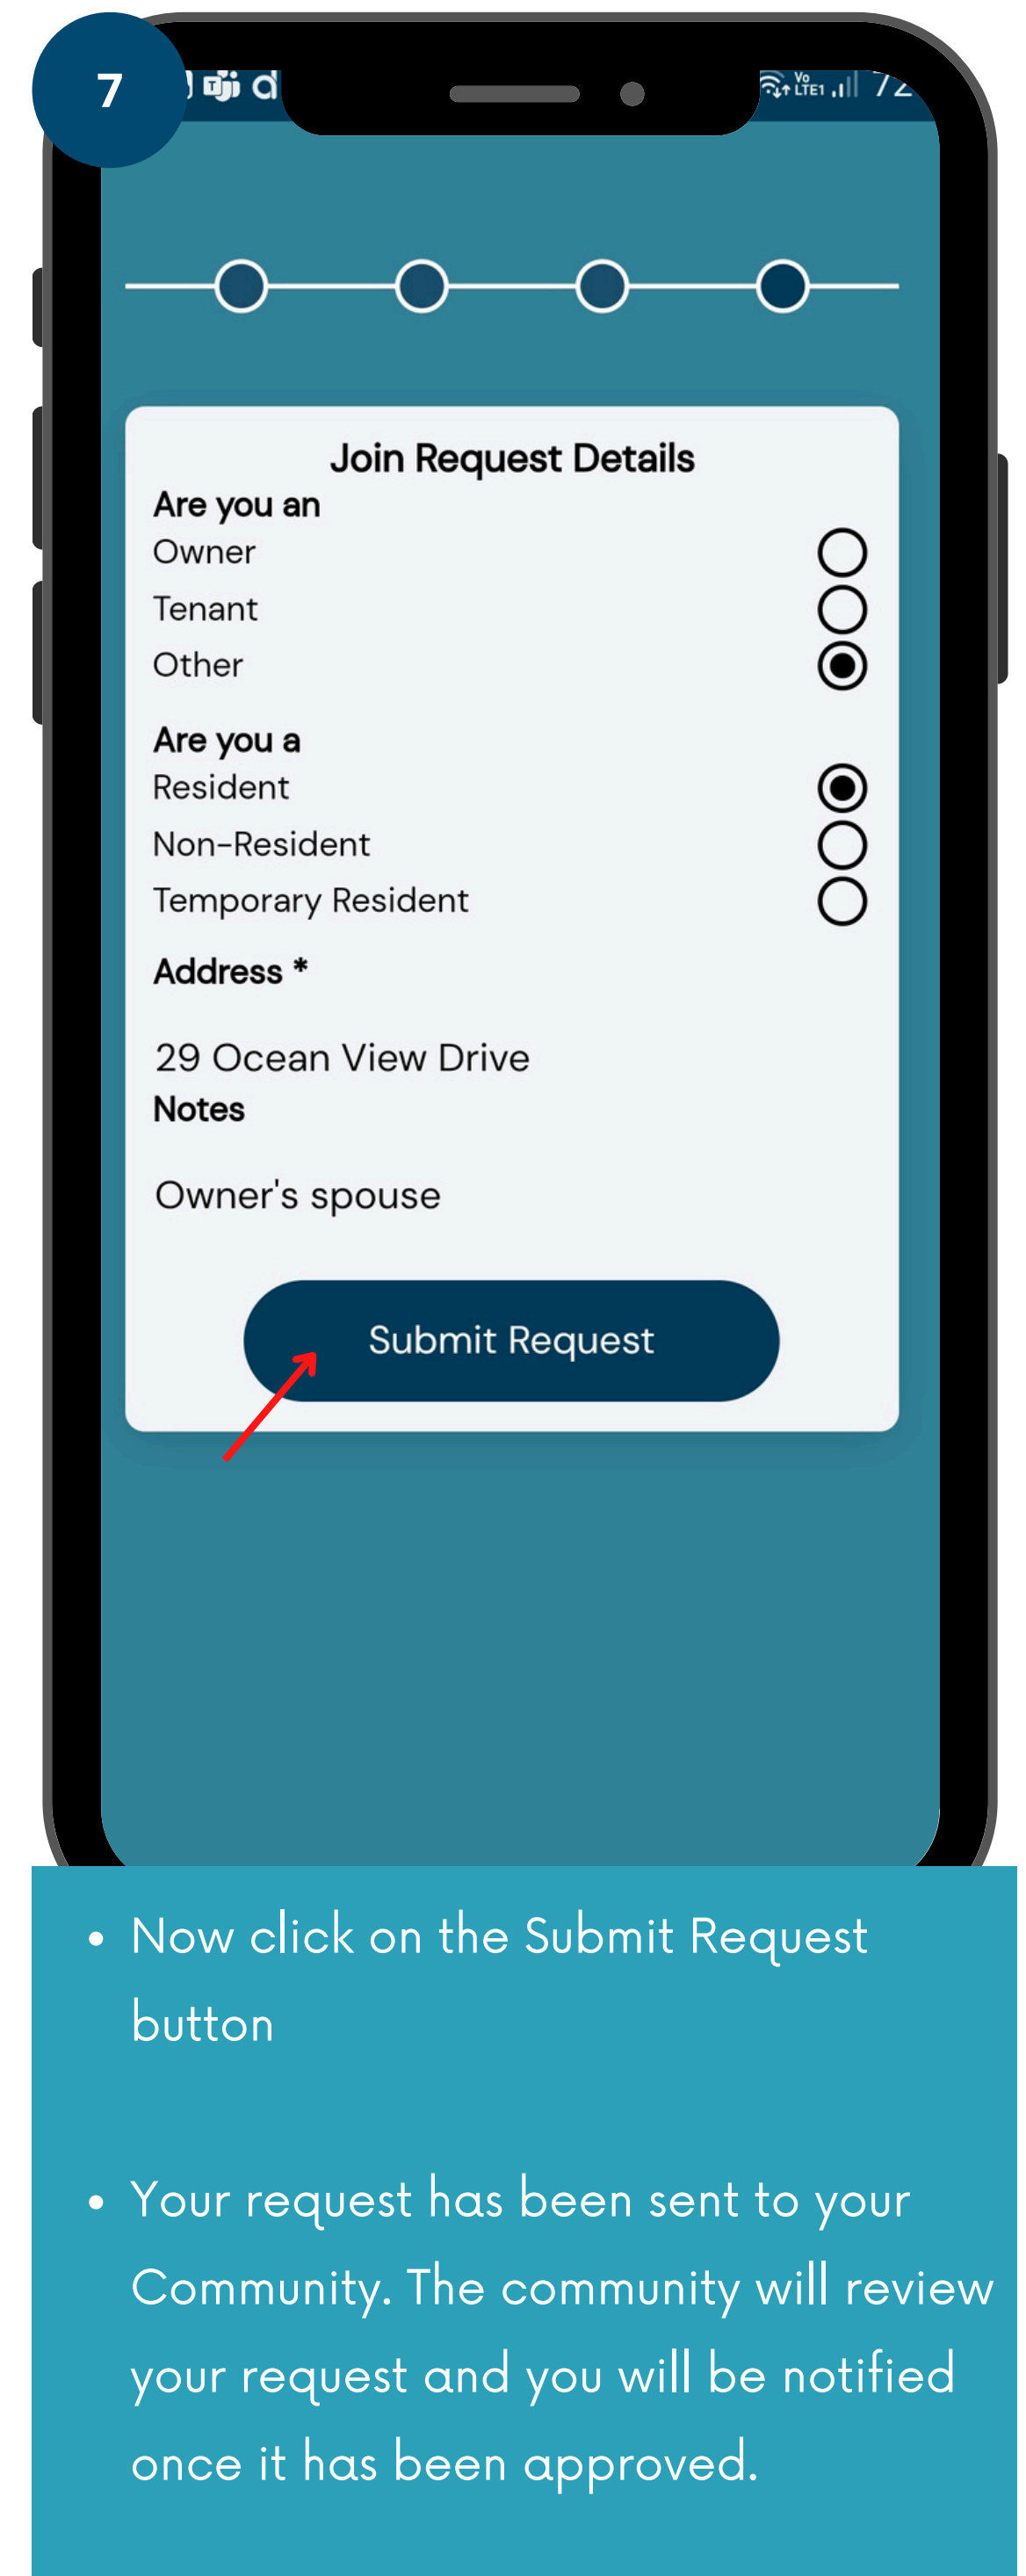 7
Vo
LTE1
Join Request Details
Are you an
Owner
Tenant
Other
Are you a
Resident
Non-Resident
Temporary Resident
Address *
29 Ocean View Drive
Notes
Owner's spouse
Submit Request
• Now click on the Submit Request
button
• Your request has been sent to your
Community. The community will review
your request and you will be notified
once it has been approved.